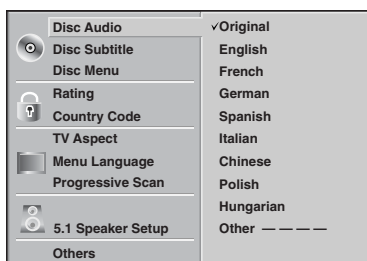 Disc Audio
Disc Subtitle
Disc Menu
Rating
Country Code
TV Aspect
Menu Language
Progressive Scan
5.1 Speaker Setup
Others
✓Original
English
French
German
Spanish
Italian
Chinese
Polish
Hungarian
Other — — — —